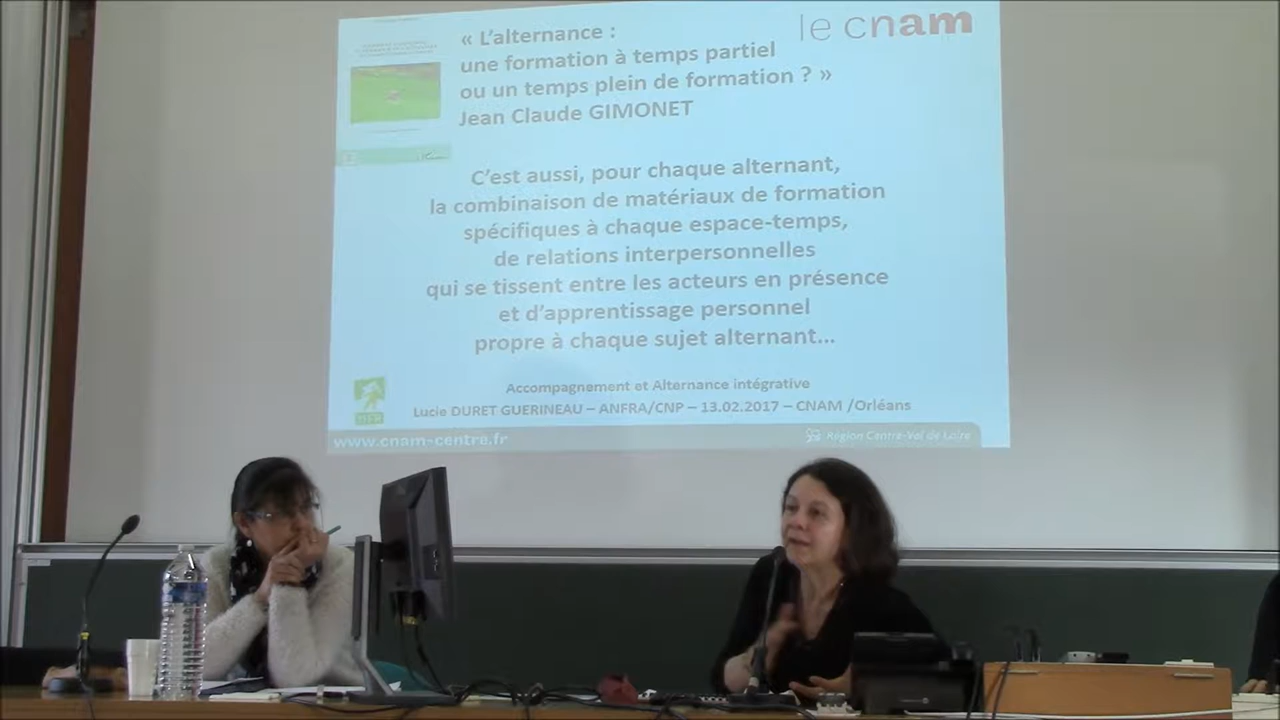 « L'alternance :
une formation à temps partiel
ou un temps plein de formation ? »
Jean Claude GIMONET
le cnam
C'est aussi, pour chaque alternant,
la combinaison de matériaux de formation
spécifiques à chaque espace-temps,
de relations interpersonnelles
qui se tissent entre les acteurs en présence
et d'apprentissage personnel
propre à chaque sujet alternant...
Accompagnement et Alternance intégrative
Lucie DURET GUERINEAU – ANFRA/CNP – 13.02.2017 – CNAM /Orléans
www.cnam-centre.fr
Région Centre-Val de Loire